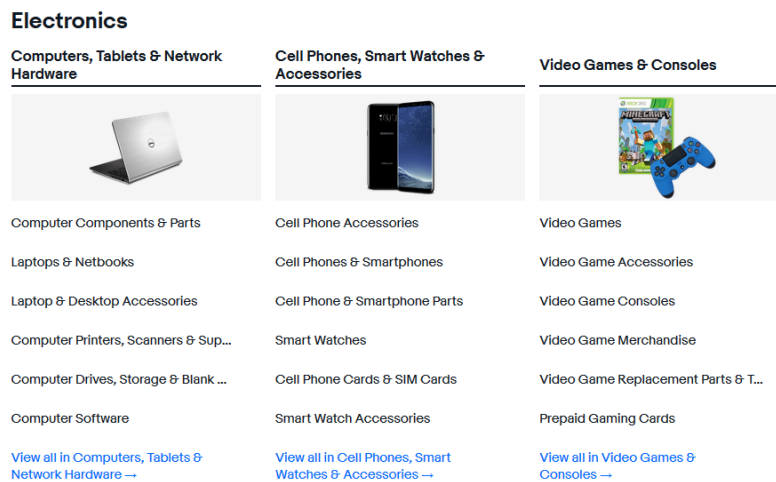 Electronics
Computers, Tablets & Network
Hardware
Computer Components & Parts
Laptops & Netbooks
Laptop & Desktop Accessories
Computer Printers, Scanners & Sup...
Computer Drives, Storage & Blank ...
Computer Software
View all in Computers, Tablets &
Network Hardware →
Cell Phones, Smart Watches &
Accessories
SAMSUNG
Cell Phone Accessories
Cell Phones & Smartphones
Cell Phone & Smartphone Parts
Smart Watches
Cell Phone Cards & SIM Cards
Smart Watch Accessories
View all in Cell Phones, Smart
Watches & Accessories →
Video Games & Consoles
XBOX 360
MINECRAFT
Video Games
Video Game Accessories
Video Game Consoles
Video Game Merchandise
Video Game Replacement Parts & T...
Prepaid Gaming Cards
View all in Video Games &
Consoles →